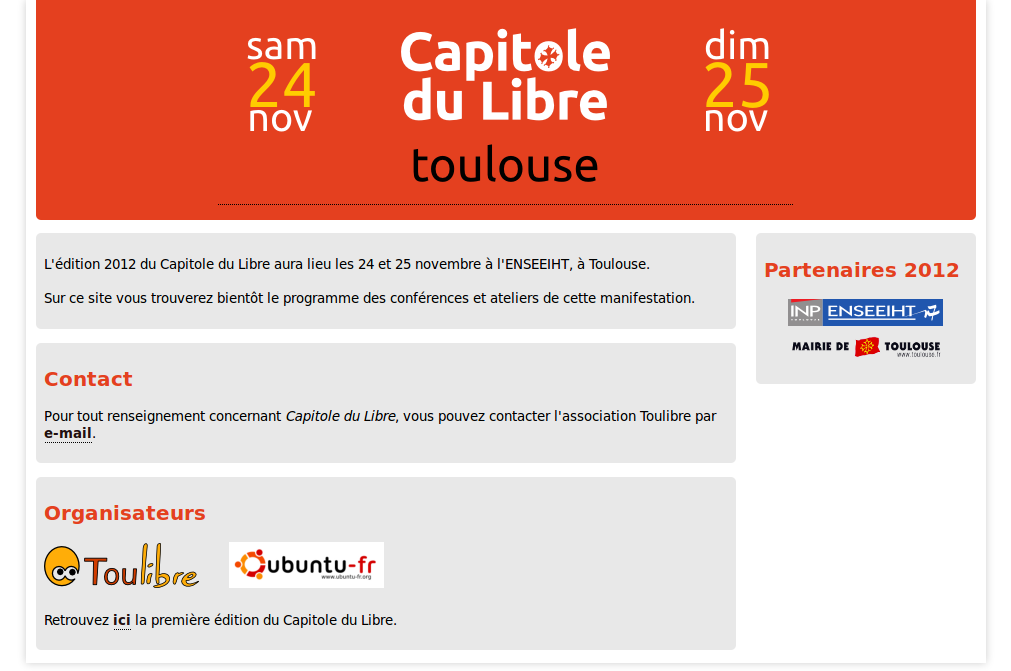 sam
24
nov
Capitole
du Libre
toulouse
dim
25
nov
L'édition 2012 du Capitole du Libre aura lieu les 24 et 25 novembre à l'ENSEEIHT, à Toulouse.
Sur ce site vous trouverez bientôt le programme des conférences et ateliers de cette manifestation.
Contact
Pour tout renseignement concernant Capitole du Libre, vous pouvez contacter l'association Toulibre par
e-mail.
Organisateurs
Toulibre
ubuntu-fr
www.ubuntu-fr.org
Retrouvez ici la première édition du Capitole du Libre.
Partenaires 2012
INP ENSEEIHT
TOULOUSE
MAIRIE DE TOULOUSE
www.toulouse.fr